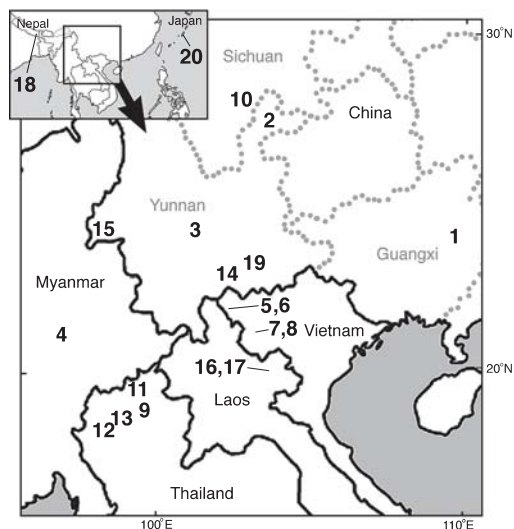 Nepal
Japan
18
20
30°N
Sichuan
10
2
China
Yunnan
15
3
1
Guangxi
14
19
Myanmar
5,6
7,8
Vietnam
4
16,17
20°N
Laos
11
9
13
12
Thailand
100°E
110°E